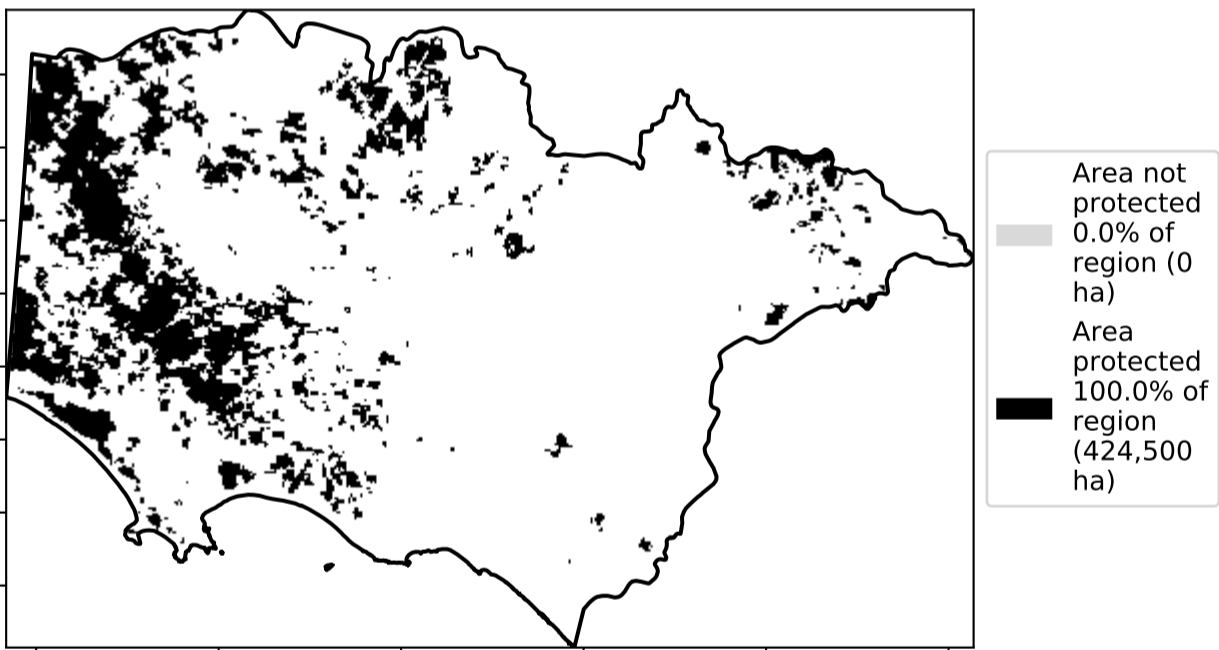 Area not
protected
0.0% of
region (0
ha)
Area
protected
100.0% of
region
(424,500
ha)